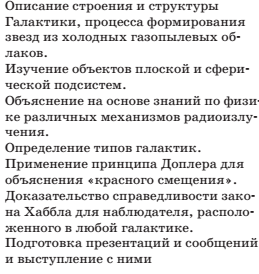 Описание строения и структуры
Галактики, процесса формирования
звезд из холодных газопылевых об-
лаков.
Изучение объектов плоской и сфери-
ческой подсистем.
Объяснение на основе знаний по физи-
ке различных механизмов радиоизлу-
чения.
Определение типов галактик.
Применение принципа Доплера для
объяснения «красного смещения».
Доказательство справедливости зако-
на Хаббла для наблюдателя, располо-
женного в любой галактике.
Подготовка презентаций и сообщений
и выступление с ними